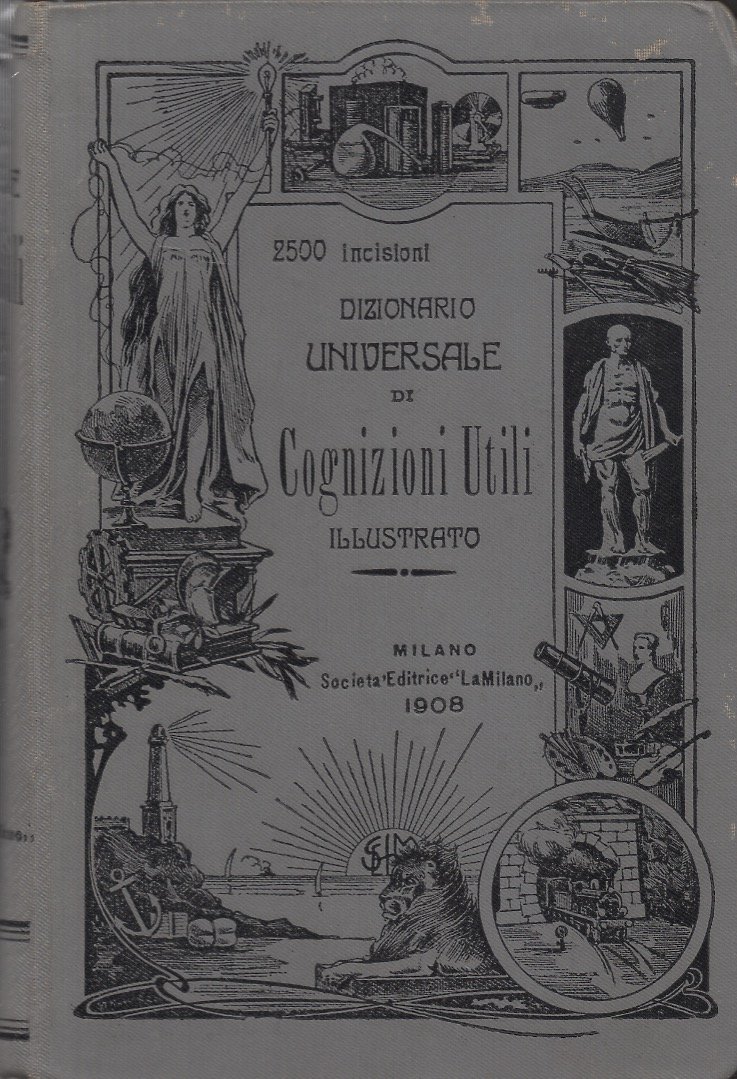 2500 incisioni
DIZIONARIO
UNIVERSALE
DI
Cognizioni Utili
ILLUSTRATO
MILANO
Societa' Editrice "La Milano„
1908